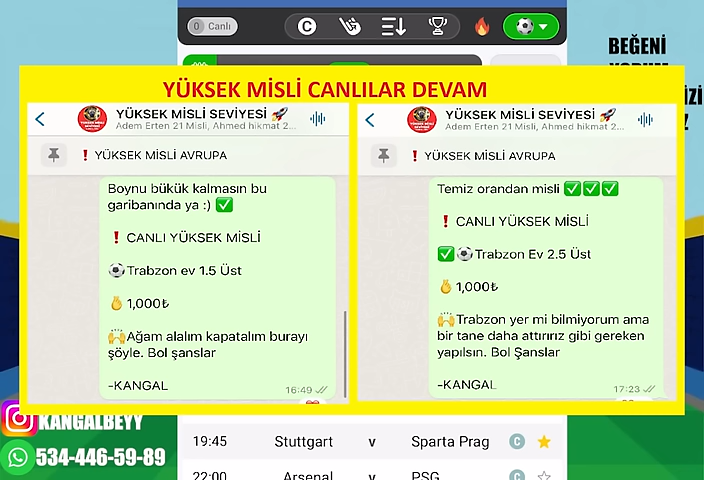 0 Canlı
BEĞENİ
YORUM
YÜKSEK MİSLİ CANLILAR DEVAM
YÜKSEK MİSLİ SEVİYESİ 🚀
Adem Erten 21 Misli, Ahmed hikmat 2...
❗ YÜKSEK MİSLİ AVRUPA
Boynu bükük kalmasın bu
garibanında ya :) ✅
❗ CANLI YÜKSEK MİSLİ
⚽Trabzon ev 1.5 Üst
👌 1,000₺
🙌Ağam alalım kapatalım burayı
şöyle. Bol şanslar
-KANGAL
16:49
YÜKSEK MİSLİ SEVİYESİ 🚀
Adem Erten 21 Misli, Ahmed hikmat 2...
❗ YÜKSEK MİSLİ AVRUPA
Temiz orandan misli ✅✅✅
❗ CANLI YÜKSEK MİSLİ
✅⚽Trabzon Ev 2.5 Üst
👌 1,000₺
🙌Trabzon yer mi bilmiyorum ama
bir tane daha attırırız gibi gereken
yapılsın. Bol Şanslar
-KANGAL
17:23
KANGALBEYY
534-446-59-89
19:45 Stuttgart v Sparta Prag C
22:00 Arsenal v PSG C